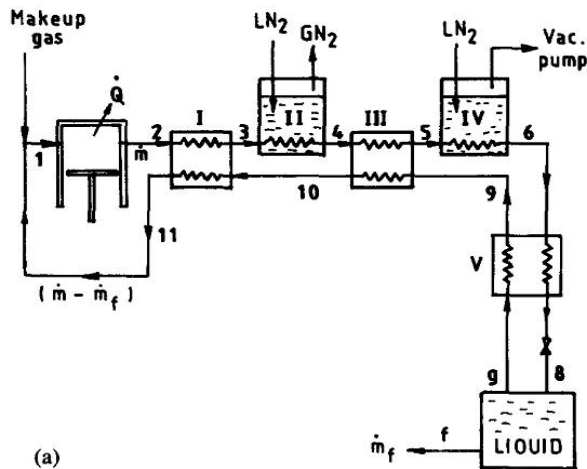 Makeup
gas
LN2
GN2
LN2
Vac.
pump
Q̇
I
II
III
IV
1
2
3
4
5
6
ṁ
10
9
11
V
(ṁ - ṁf)
g
8
LIQUID
f
ṁf
(a)